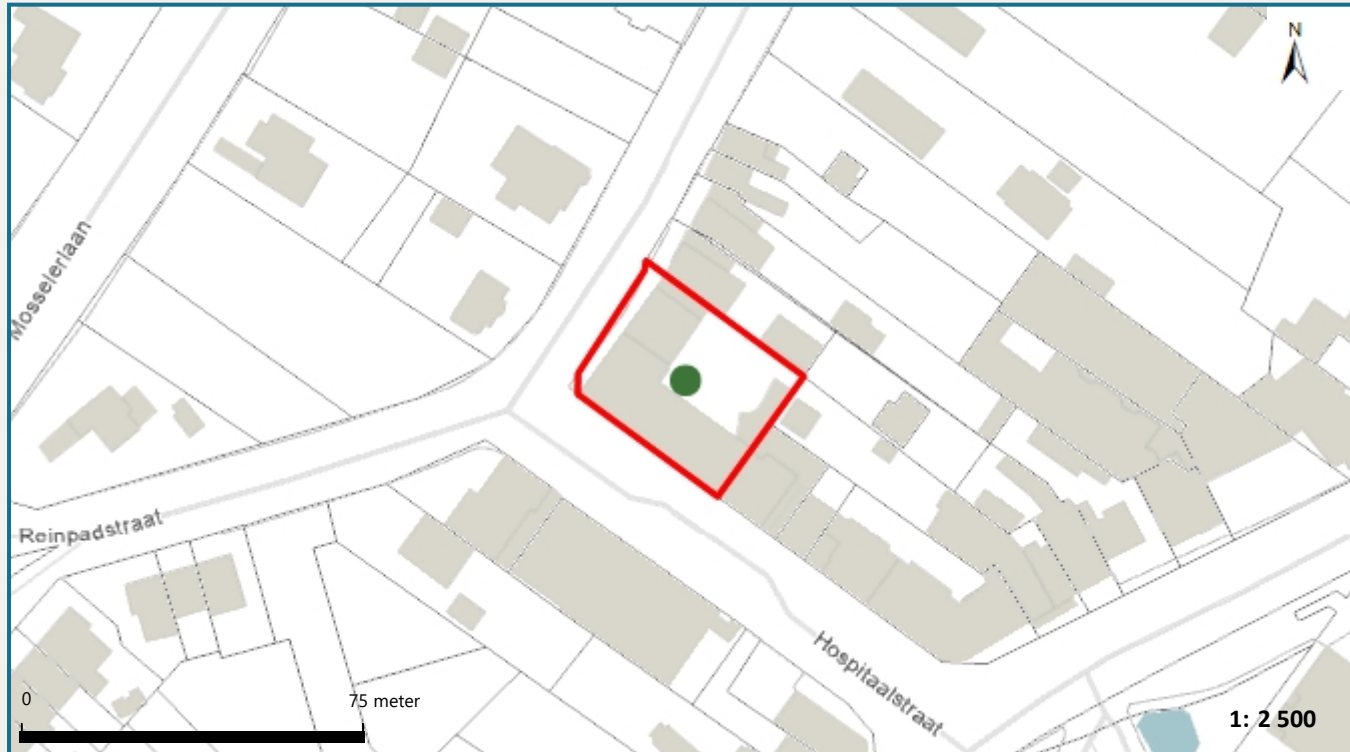 N
Mosselerlaan
Reinpadstraat
Hospitaalstraat
0
75 meter
1: 2 500